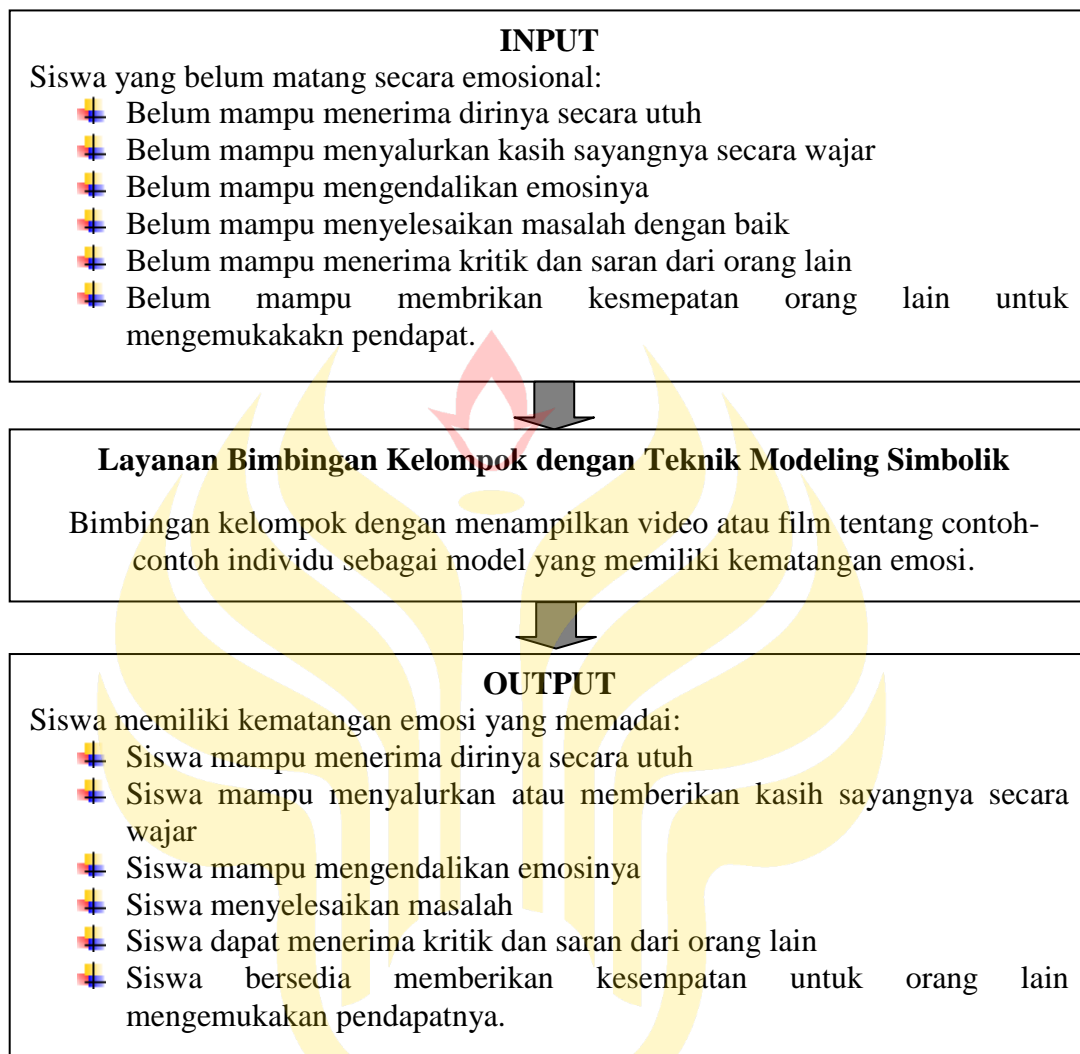 INPUT
Siswa yang belum matang secara emosional:
Belum mampu menerima dirinya secara utuh
Belum mampu menyalurkan kasih sayangnya secara wajar
Belum mampu mengendalikan emosinya
Belum mampu menyelesaikan masalah dengan baik
Belum mampu menerima kritik dan saran dari orang lain
Belum mampu membrikan kesmepatan orang lain untuk
mengemukakakn pendapat.
Layanan Bimbingan Kelompok dengan Teknik Modeling Simbolik
Bimbingan kelompok dengan menampilkan video atau film tentang contoh-
contoh individu sebagai model yang memiliki kematangan emosi.
OUTPUT
Siswa memiliki kematangan emosi yang memadai:
Siswa mampu menerima dirinya secara utuh
Siswa mampu menyalurkan atau memberikan kasih sayangnya secara
wajar
Siswa mampu mengendalikan emosinya
Siswa menyelesaikan masalah
Siswa dapat menerima kritik dan saran dari orang lain
Siswa bersedia memberikan kesempatan untuk orang lain
mengemukakan pendapatnya.